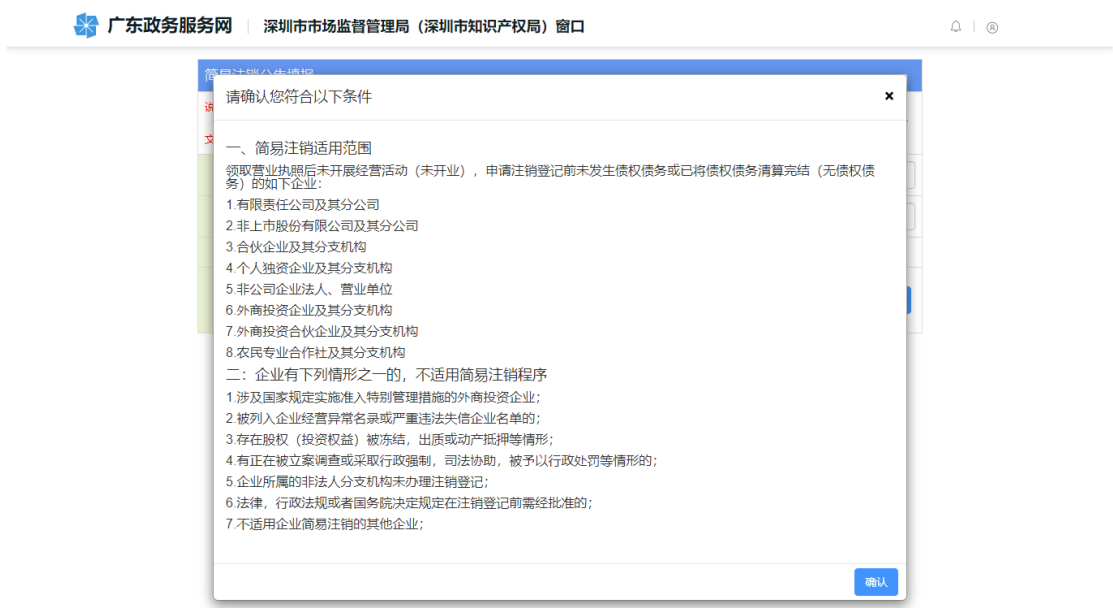 广东政务服务网
深圳市市场监督管理局（深圳市知识产权局）窗口
简易注销公告填报
请确认您符合以下条件
×
一、简易注销适用范围
领取营业执照后未开展经营活动（未开业），申请注销登记前未发生债权债务或已将债权债务清算完结（无债权债
务）的如下企业：
1.有限责任公司及其分公司
2.非上市股份有限公司及其分公司
3.合伙企业及其分支机构
4.个人独资企业及其分支机构
5.非公司企业法人、营业单位
6.外商投资企业及其分支机构
7.外商投资合伙企业及其分支机构
8.农民专业合作社及其分支机构
二：企业有下列情形之一的，不适用简易注销程序
1.涉及国家规定实施准入特别管理措施的外商投资企业；
2.被列入企业经营异常名录或严重违法失信企业名单的；
3.存在股权（投资权益）被冻结，出质或动产抵押等情形；
4.有正在被立案调查或采取行政强制，司法协助，被予以行政处罚等情形的；
5.企业所属的非法人分支机构未办理注销登记；
6.法律，行政法规或者国务院决定规定在注销登记前需经批准的；
7.不适用企业简易注销的其他企业；
确认